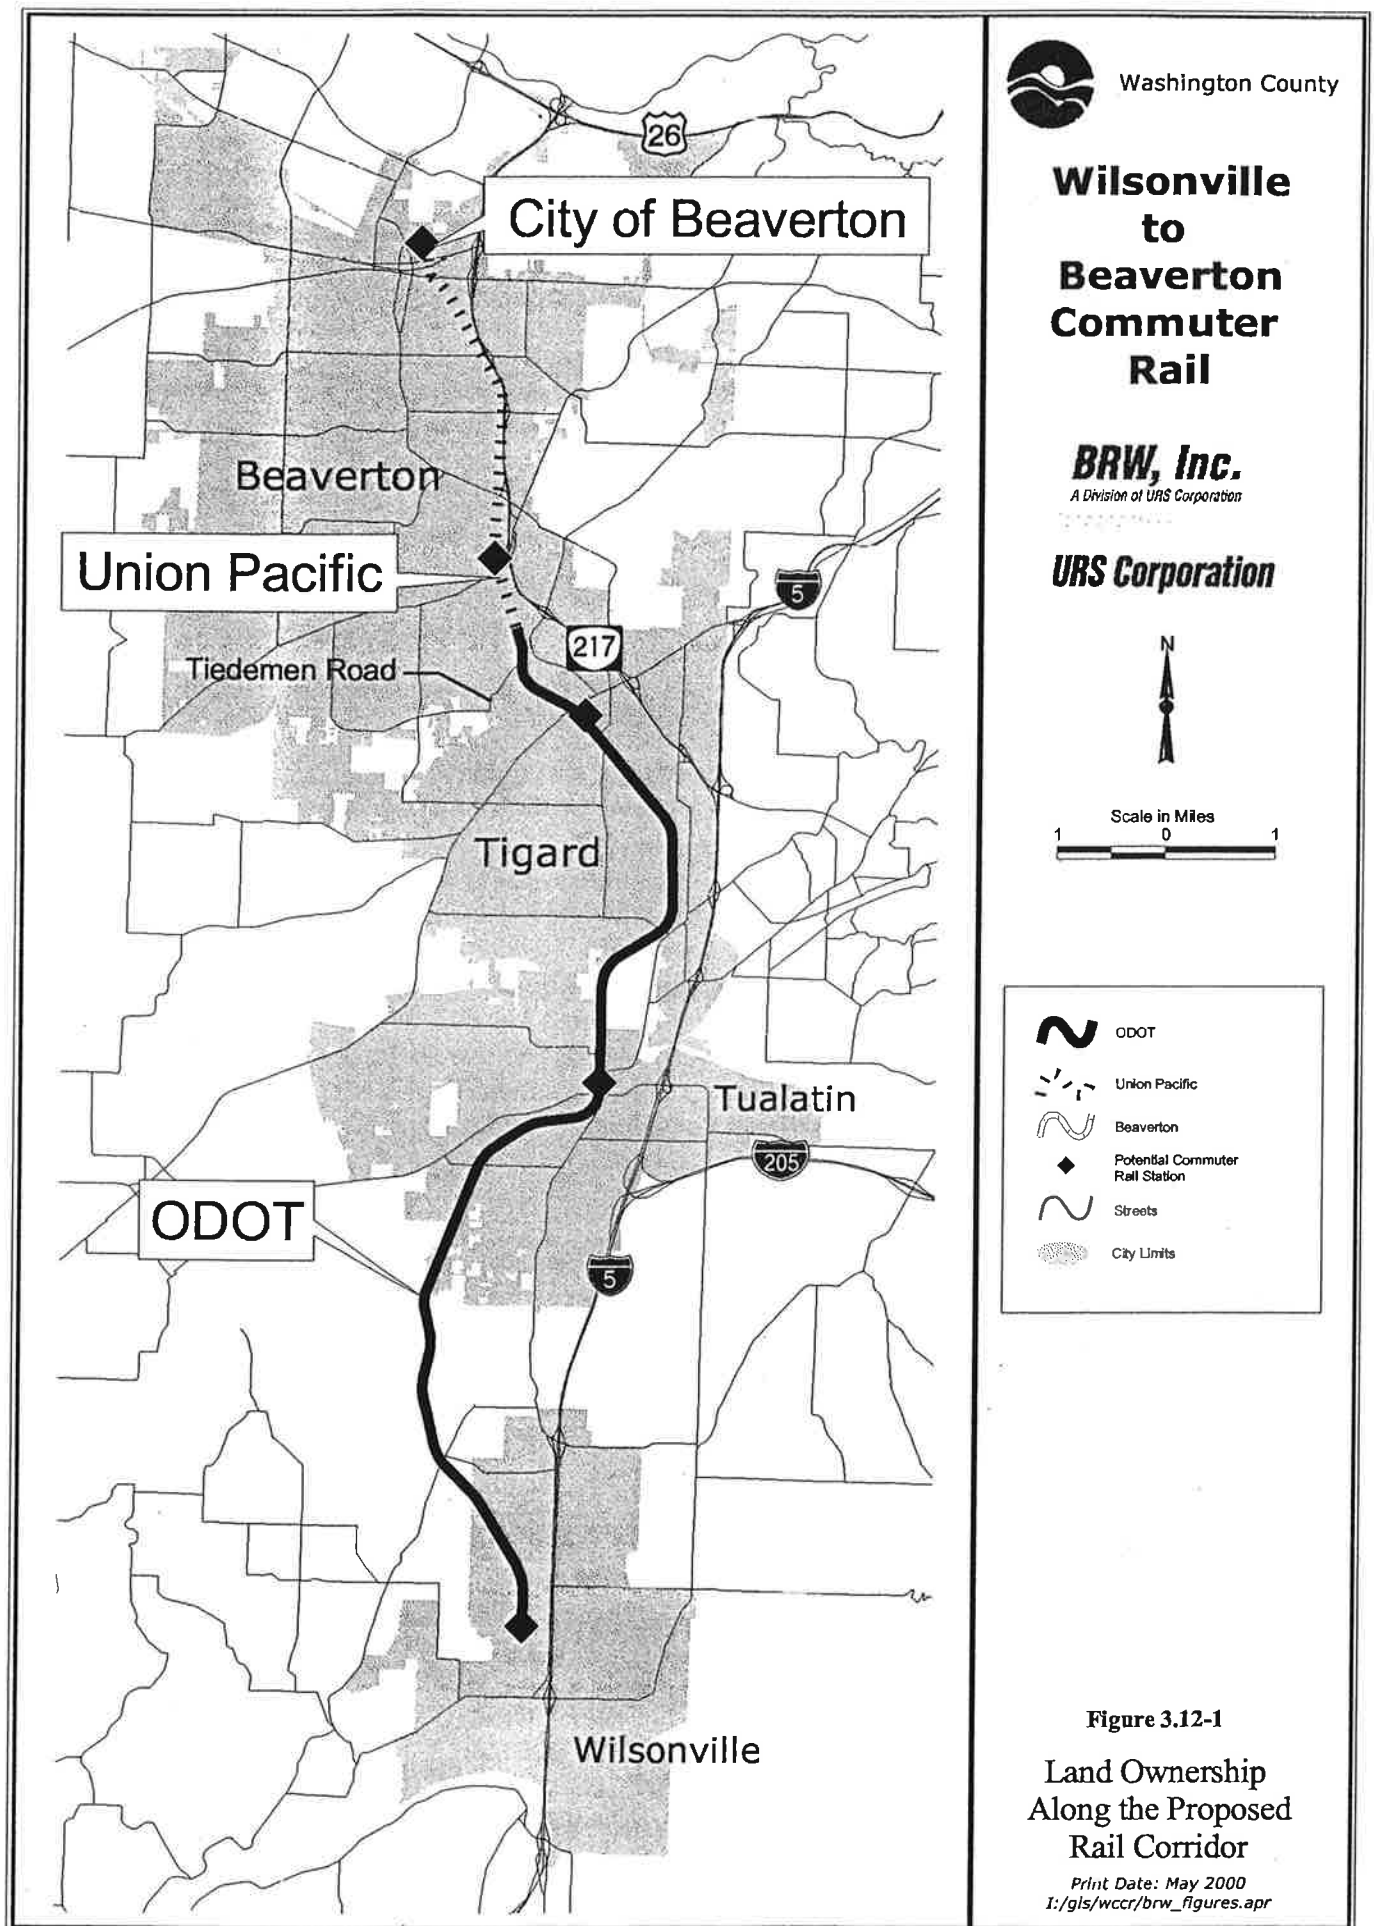 26
City of Beaverton
Beaverton
Union Pacific
5
217
Tiedemen Road
Tigard
Tualatin
205
ODOT
5
Wilsonville
Washington County
Wilsonville
to
Beaverton
Commuter
Rail
BRW, Inc.
A Division of URS Corporation
URS Corporation
N
Scale in Miles
1 0 1
ODOT
Union Pacific
Beaverton
Potential Commuter
Rail Station
Streets
City Limits
Figure 3.12-1
Land Ownership
Along the Proposed
Rail Corridor
Print Date: May 2000
I:/gis/wccr/brw_figures.apr